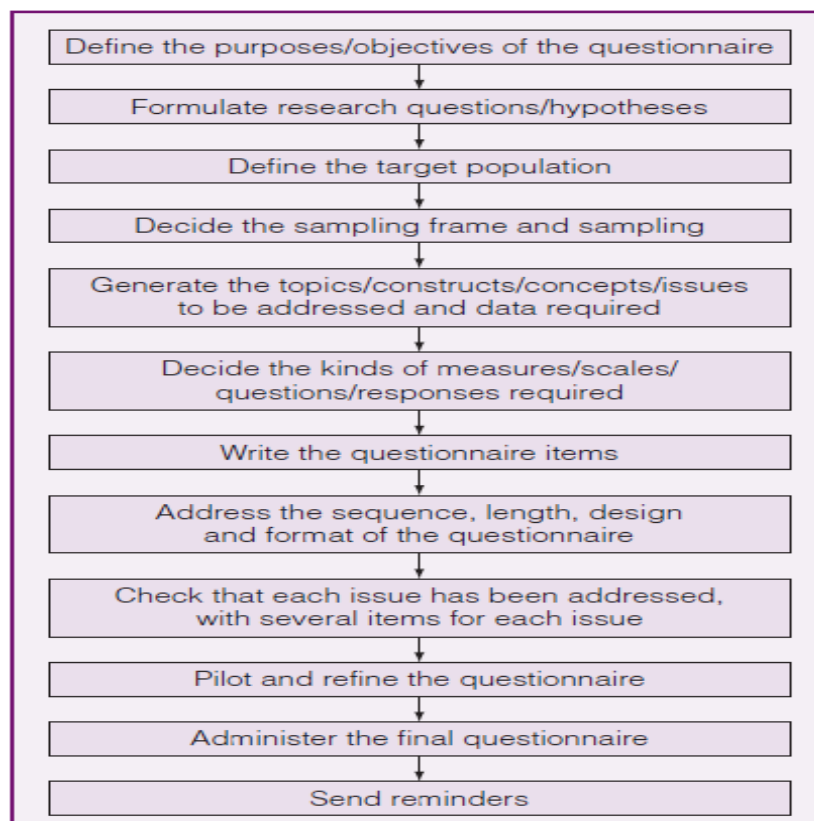 Define the purposes/objectives of the questionnaire
Formulate research questions/hypotheses
Define the target population
Decide the sampling frame and sampling
Generate the topics/constructs/concepts/issues
to be addressed and data required
Decide the kinds of measures/scales/
questions/responses required
Write the questionnaire items
Address the sequence, length, design
and format of the questionnaire
Check that each issue has been addressed,
with several items for each issue
Pilot and refine the questionnaire
Administer the final questionnaire
Send reminders